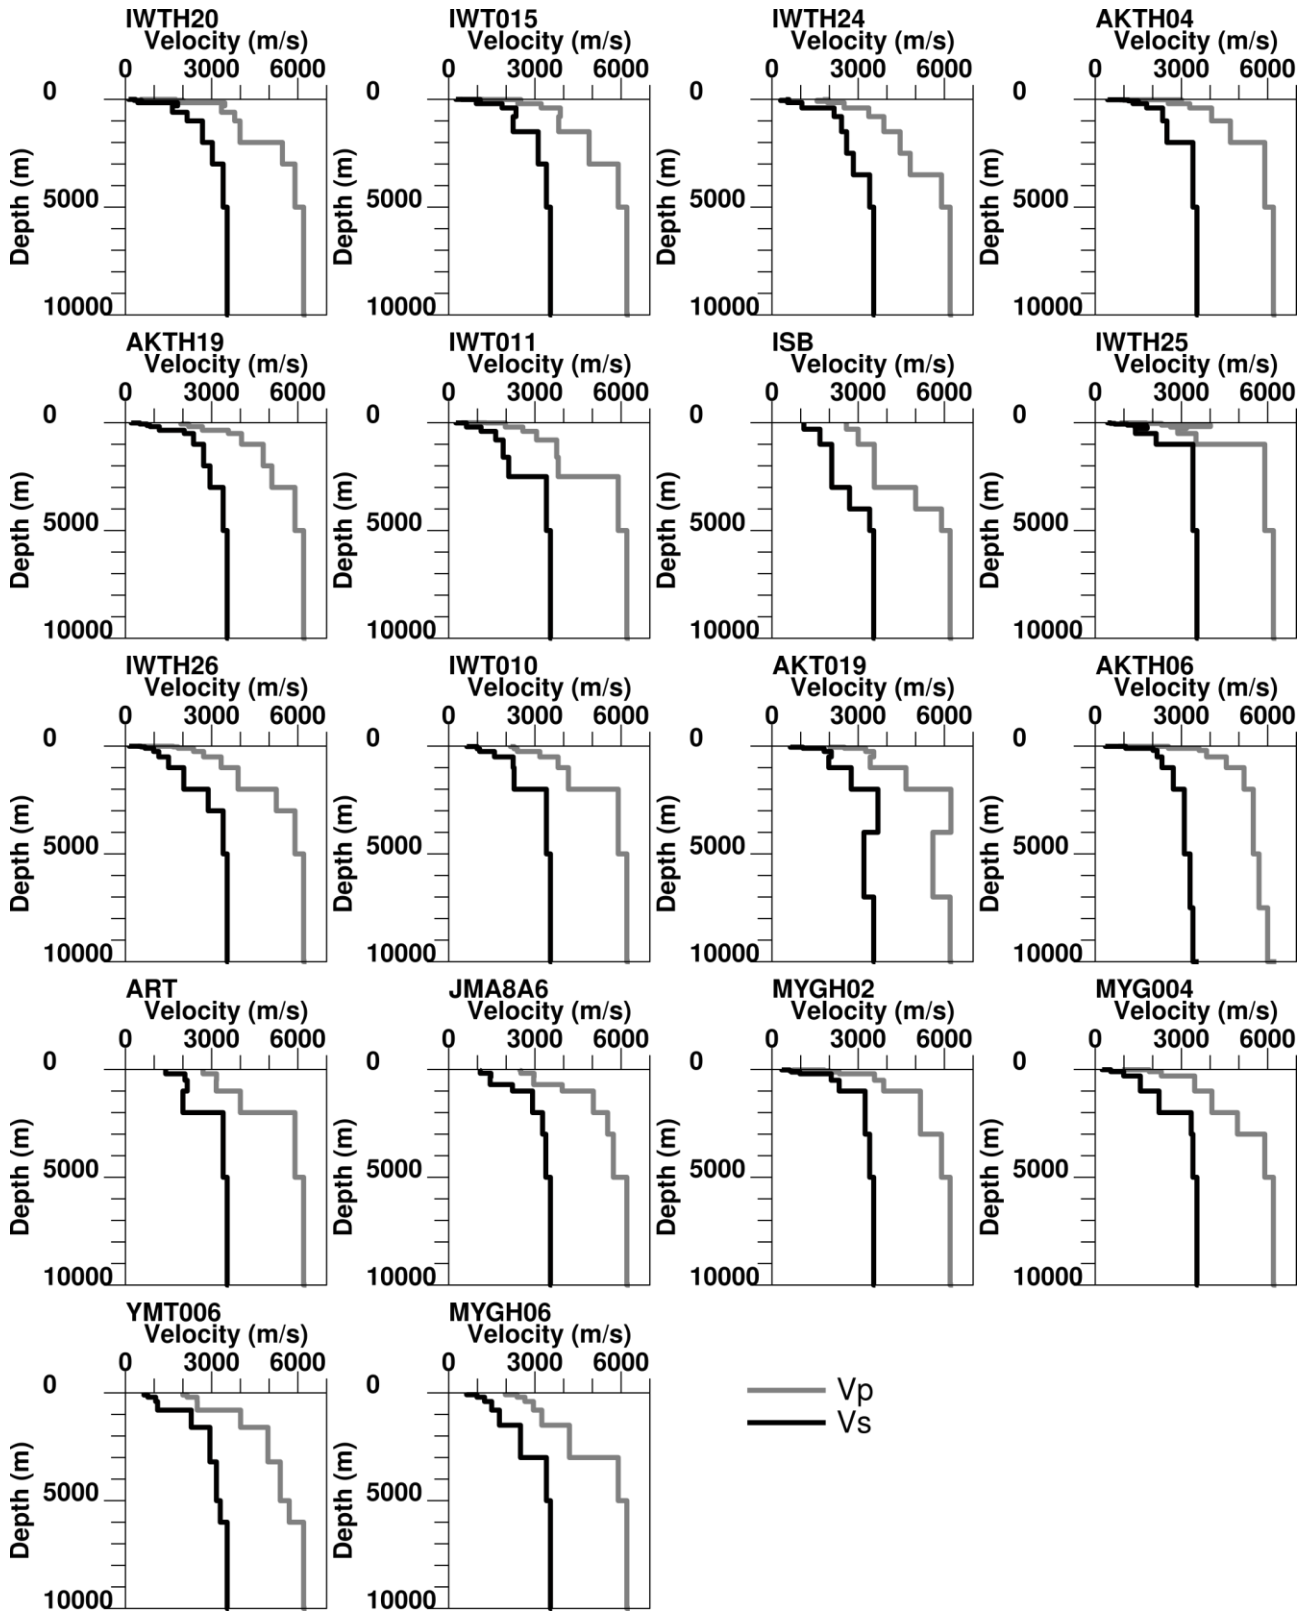 IWTH20
Velocity (m/s)
0 3000 6000
0
5000
10000
Depth (m)
IWT015
Velocity (m/s)
0 3000 6000
0
5000
10000
Depth (m)
IWTH24
Velocity (m/s)
0 3000 6000
0
5000
10000
Depth (m)
AKTH04
Velocity (m/s)
0 3000 6000
0
5000
10000
Depth (m)
AKTH19
Velocity (m/s)
0 3000 6000
0
5000
10000
Depth (m)
IWT011
Velocity (m/s)
0 3000 6000
0
5000
10000
Depth (m)
ISB
Velocity (m/s)
0 3000 6000
0
5000
10000
Depth (m)
IWTH25
Velocity (m/s)
0 3000 6000
0
5000
10000
Depth (m)
IWTH26
Velocity (m/s)
0 3000 6000
0
5000
10000
Depth (m)
IWT010
Velocity (m/s)
0 3000 6000
0
5000
10000
Depth (m)
AKT019
Velocity (m/s)
0 3000 6000
0
5000
10000
Depth (m)
AKTH06
Velocity (m/s)
0 3000 6000
0
5000
10000
Depth (m)
ART
Velocity (m/s)
0 3000 6000
0
5000
10000
Depth (m)
JMA8A6
Velocity (m/s)
0 3000 6000
0
5000
10000
Depth (m)
MYGH02
Velocity (m/s)
0 3000 6000
0
5000
10000
Depth (m)
MYG004
Velocity (m/s)
0 3000 6000
0
5000
10000
Depth (m)
YMT006
Velocity (m/s)
0 3000 6000
0
5000
10000
Depth (m)
MYGH06
Velocity (m/s)
0 3000 6000
0
5000
10000
Depth (m)
Vp
Vs